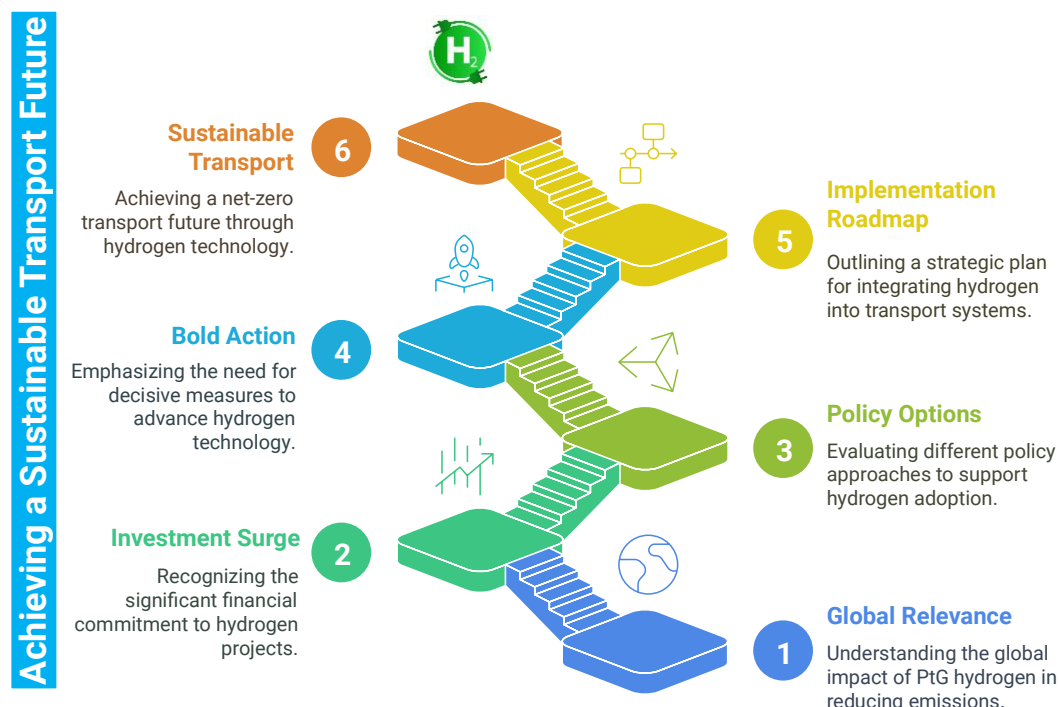 Achieving a Sustainable Transport Future
H2
Sustainable
Transport
6
Achieving a net-zero
transport future through
hydrogen technology.
Implementation
Roadmap
5
Outlining a strategic plan
for integrating hydrogen
into transport systems.
Bold Action
4
Emphasizing the need for
decisive measures to
advance hydrogen
technology.
Policy Options
3
Evaluating different policy
approaches to support
hydrogen adoption.
Investment Surge
2
Recognizing the
significant financial
commitment to hydrogen
projects.
Global Relevance
1
Understanding the global
impact of PtG hydrogen in
reducing emissions.